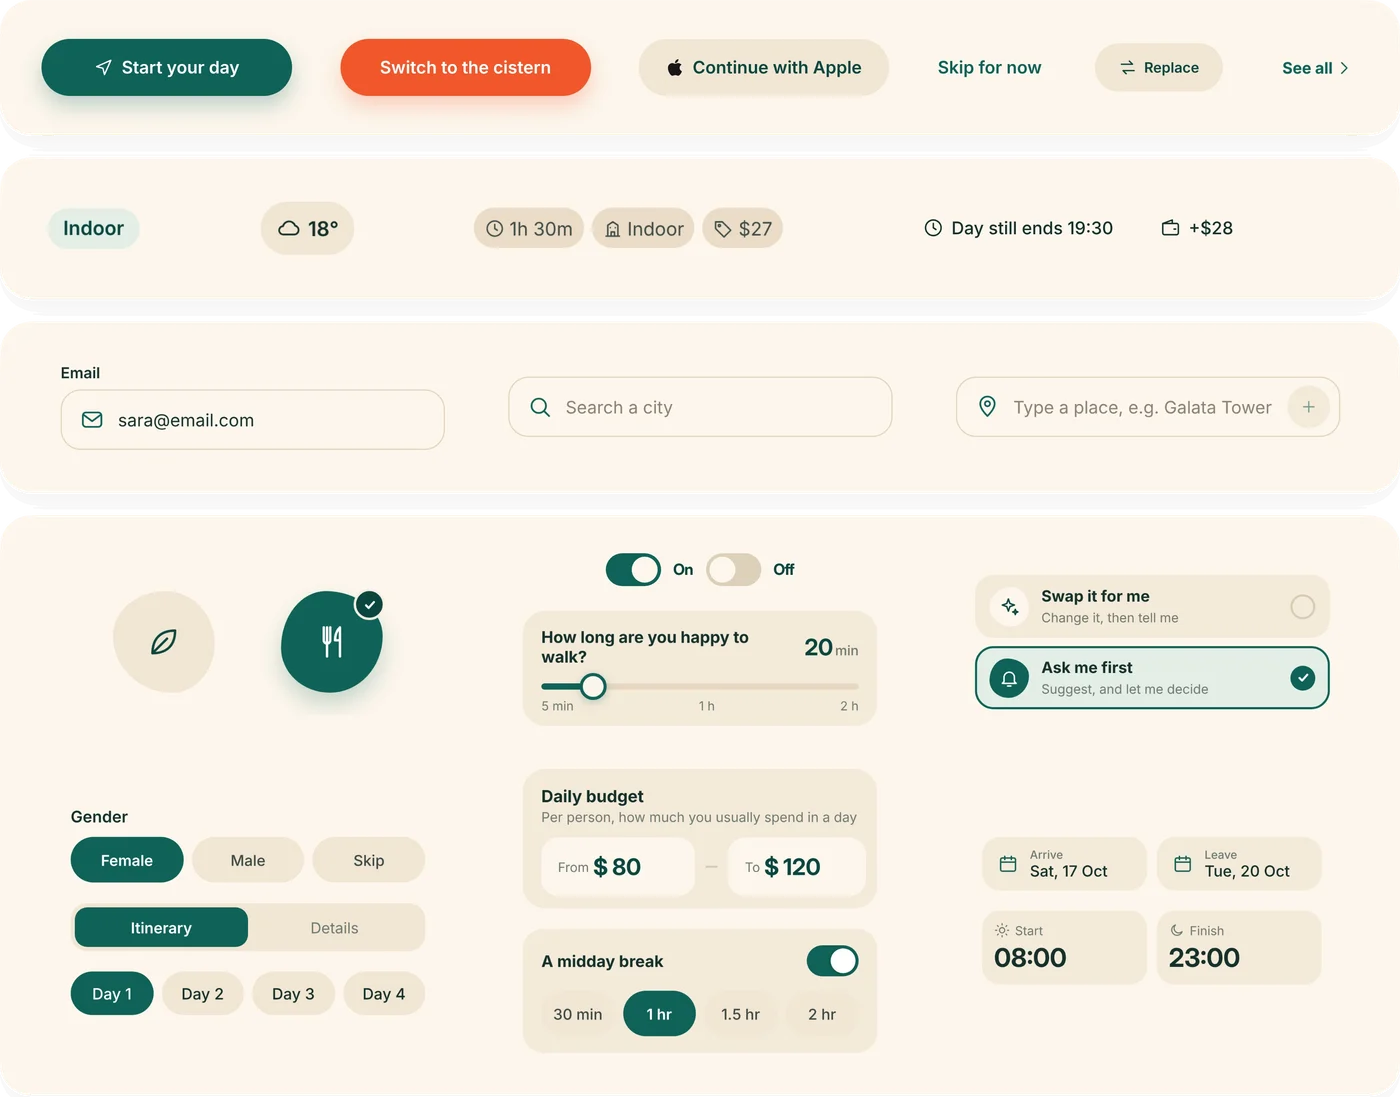 Start your day
Switch to the cistern
Continue with Apple
Skip for now
Replace
See all
Indoor
18°
1h 30m
Indoor
$27
Day still ends 19:30
+$28
Email
sara@email.com
Search a city
Type a place, e.g. Galata Tower
On
Off
How long are you happy to
walk?
20 min
5 min
1 h
2 h
Swap it for me
Change it, then tell me
Ask me first
Suggest, and let me decide
Gender
Female
Male
Skip
Itinerary
Details
Day 1
Day 2
Day 3
Day 4
Daily budget
Per person, how much you usually spend in a day
From $ 80
–
To $ 120
A midday break
30 min
1 hr
1.5 hr
2 hr
Arrive
Sat, 17 Oct
Leave
Tue, 20 Oct
Start
08:00
Finish
23:00